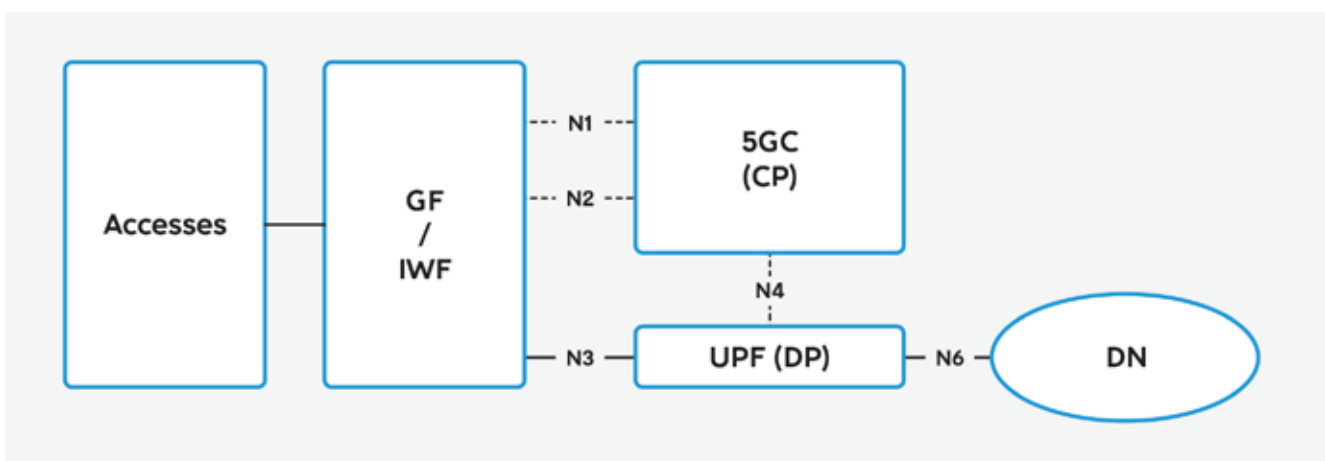 Accesses
GF
/
IWF
N1
N2
N3
5GC
(CP)
N4
UPF (DP)
N6
DN